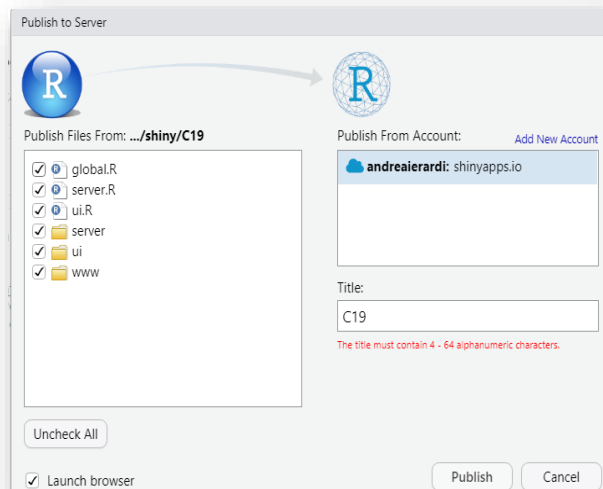 Publish to Server
R
R
Publish Files From: .../shiny/C19
global.R
server.R
ui.R
server
ui
www
Uncheck All
Launch browser
Publish From Account:
Add New Account
andreaierardi: shinyapps.io
Title:
C19
The title must contain 4 - 64 alphanumeric characters.
Publish
Cancel